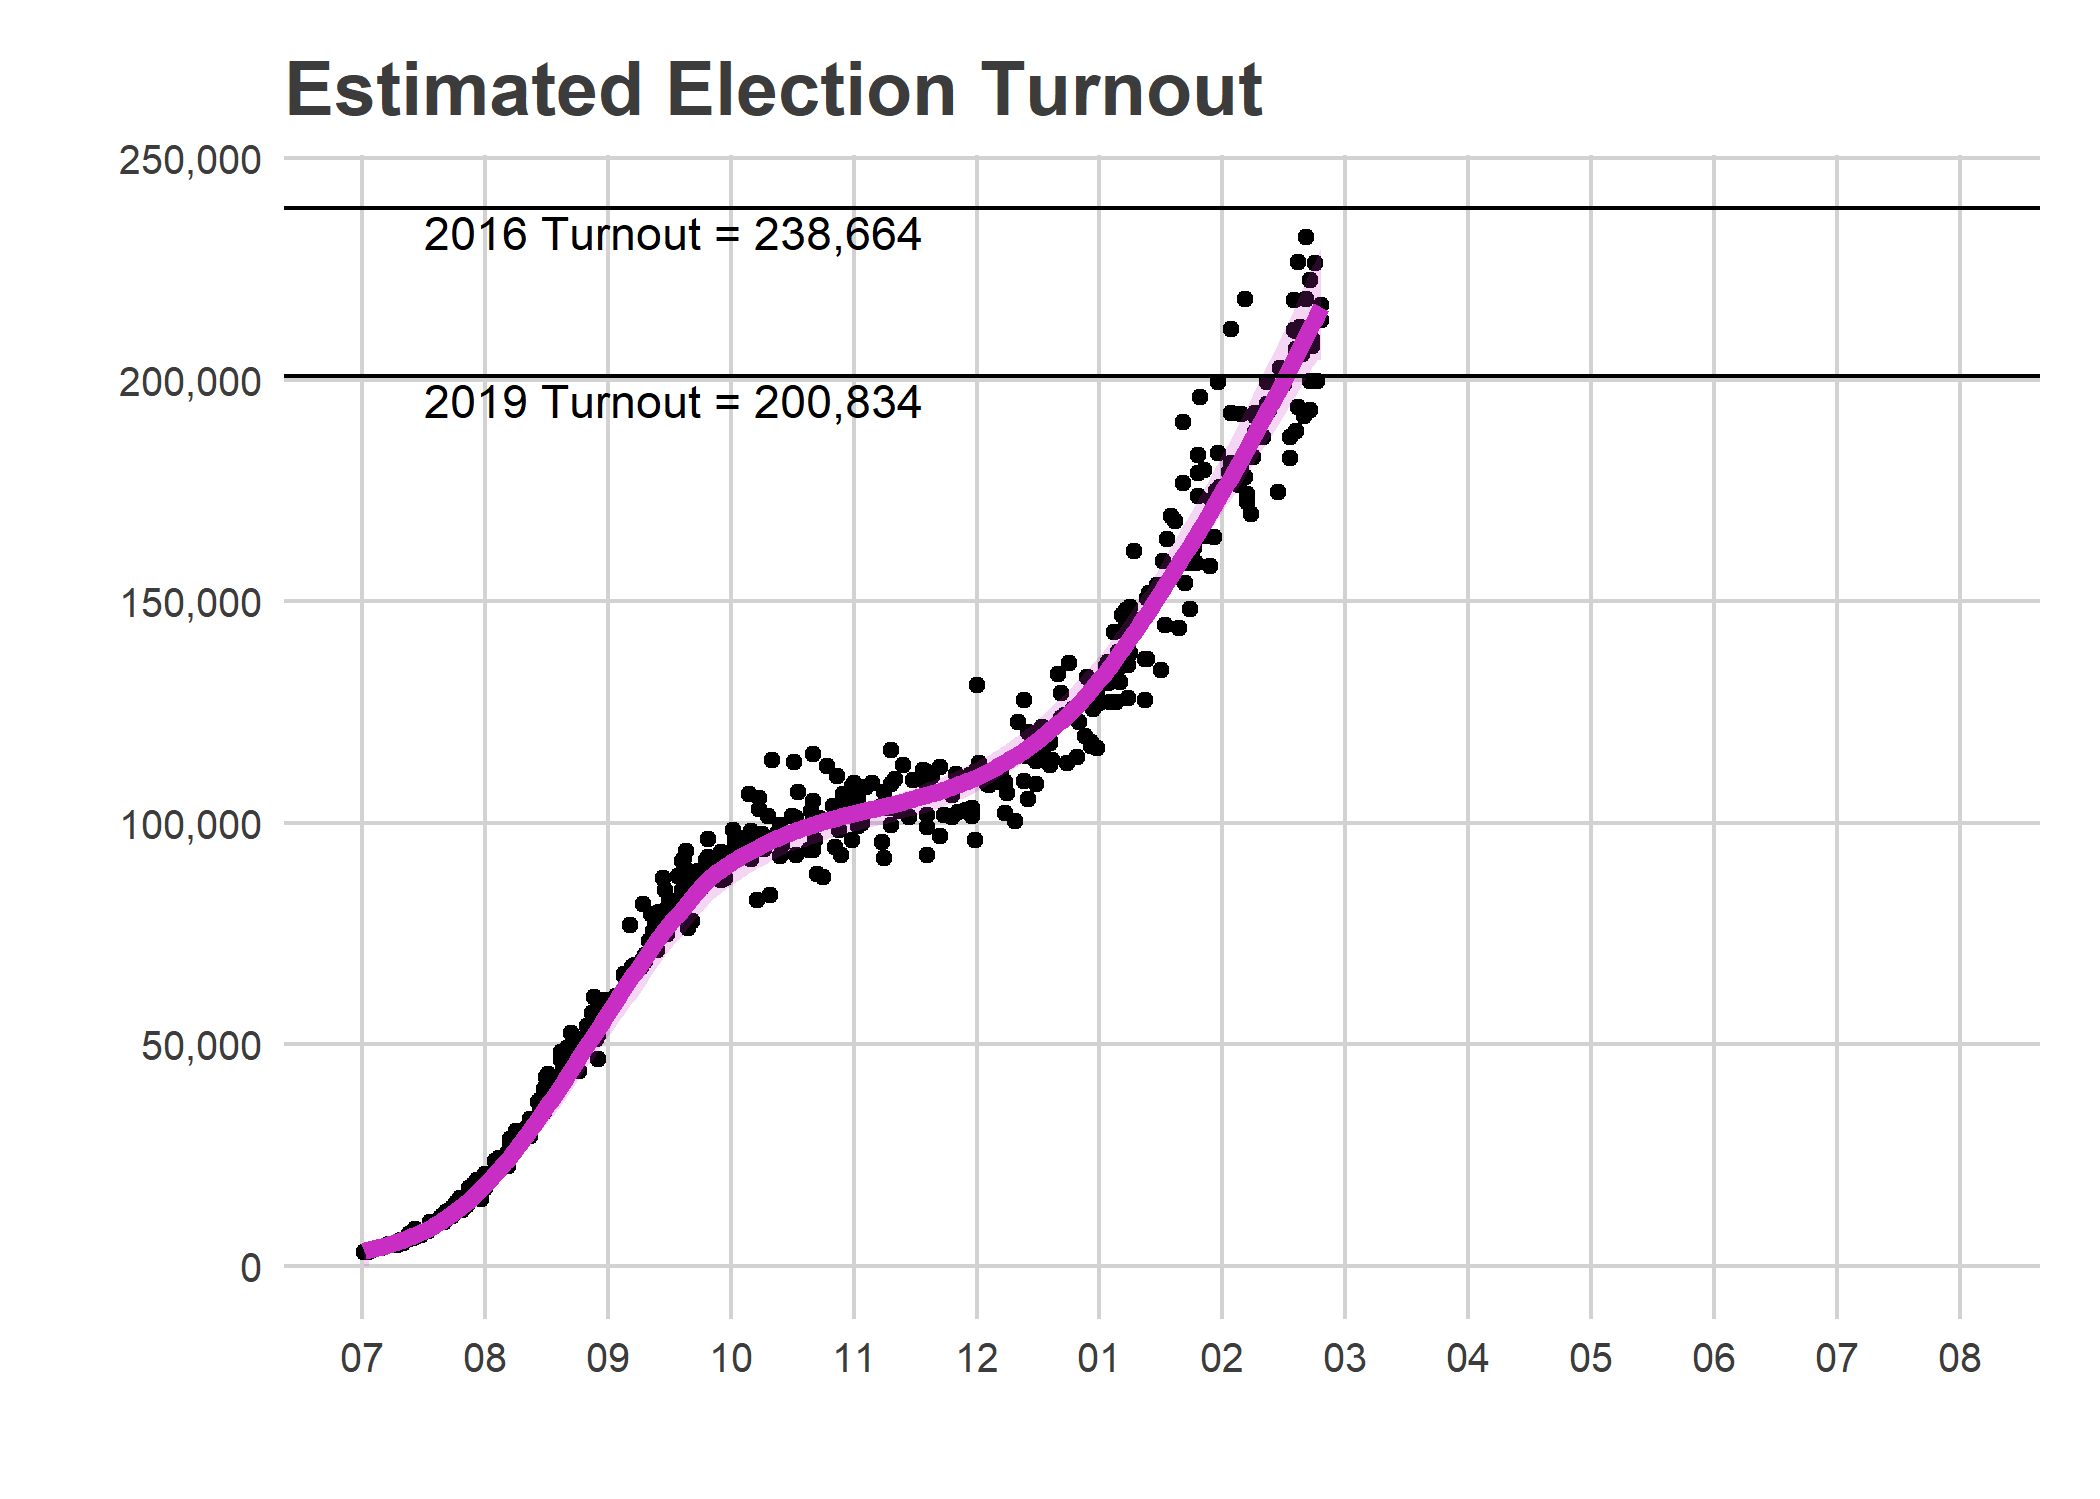 Estimated Election Turnout
250,000
2016 Turnout = 238,664
200,000
2019 Turnout = 200,834
150,000
100,000
50,000
0
07 08 09 10 11 12 01 02 03 04 05 06 07 08